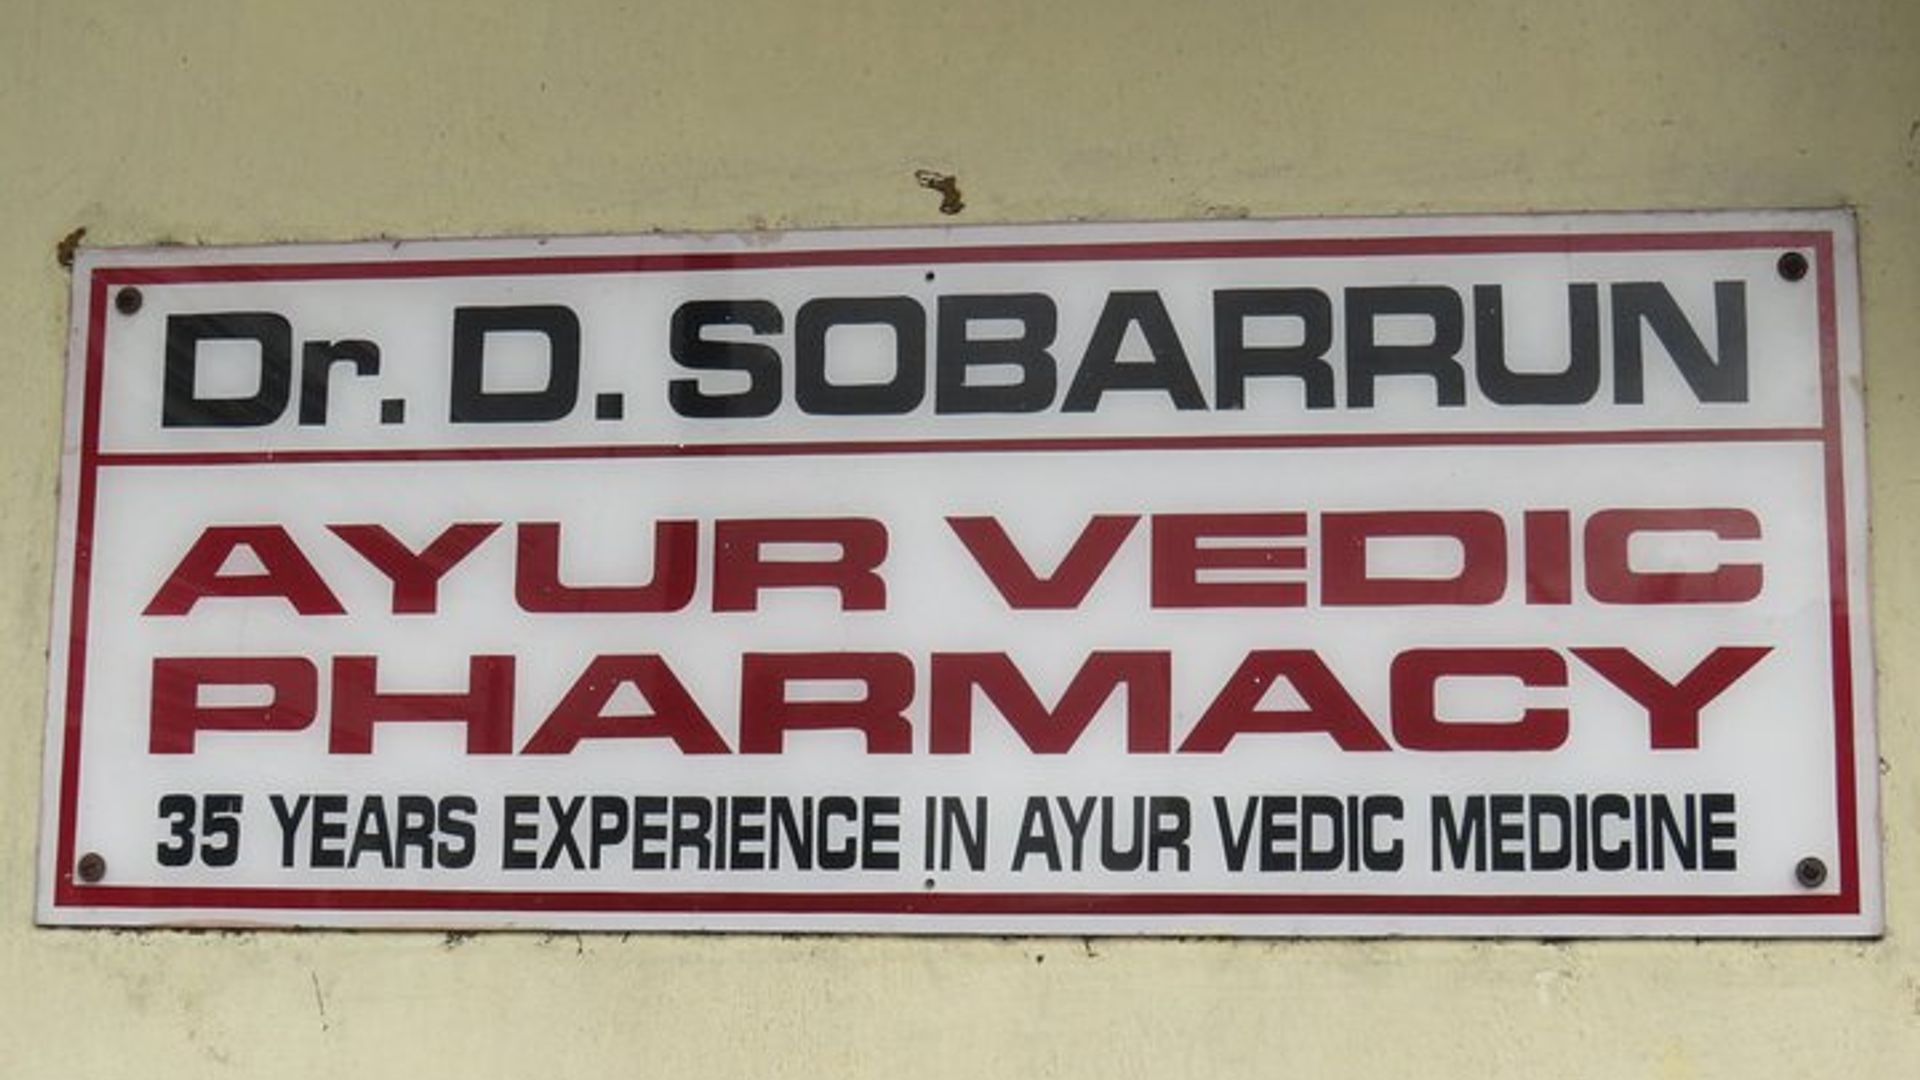 Dr. D. SOBARRUN
AYUR VEDIC
PHARMACY
35 YEARS EXPERIENCE IN AYUR VEDIC MEDICINE